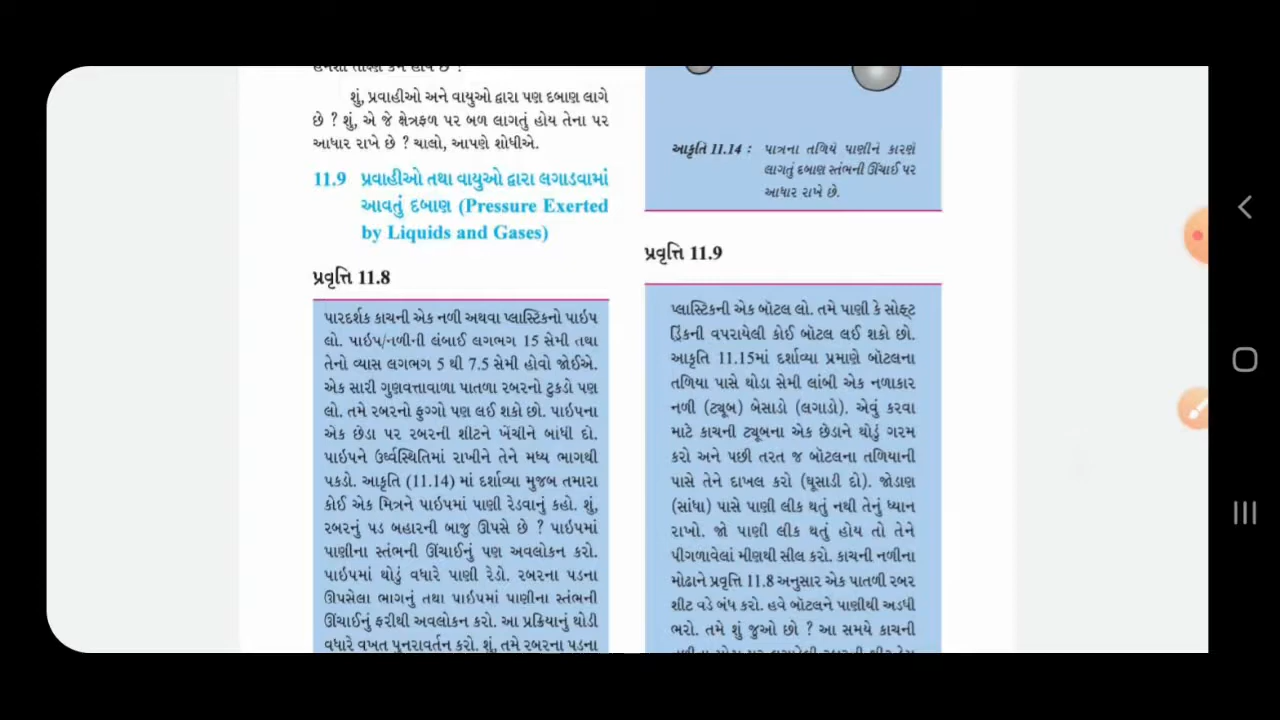 શું, પ્રવાહીઓ અને વાયુઓ દ્વારા પણ દબાણ લાગે
છે ? શું, એ જે ક્ષેત્રફળ પર બળ લાગતું હોય તેના પર
આધાર રાખે છે ? ચાલો, આપણે શોધીએ.
11.9 પ્રવાહીઓ તથા વાયુઓ દ્વારા લગાડવામાં
આવતું દબાણ (Pressure Exerted
by Liquids and Gases)
પ્રવૃત્તિ 11.8
પારદર્શક કાચની એક નળી અથવા પ્લાસ્ટિકનો પાઇપ
લો. પાઇપ/નળીની લંબાઈ લગભગ 15 સેમી તથા
તેનો વ્યાસ લગભગ 5 થી 7.5 સેમી હોવો જોઈએ.
એક સારી ગુણવત્તાવાળા પાતળા રબરનો ટુકડો પણ
લો. તમે રબરનો ફુગ્ગો પણ લઈ શકો છો. પાઇપના
એક છેડા પર રબરની શીટને ખેંચીને બાંધી દો.
પાઇપને ઉર્ધ્વસ્થિતિમાં રાખીને તેને મધ્ય ભાગથી
પકડો. આકૃતિ (11.14) માં દર્શાવ્યા મુજબ તમારા
કોઈ એક મિત્રને પાઇપમાં પાણી રેડવાનું કહો. શું,
રબરનું પડ બહારની બાજુ ઊપસે છે ? પાઇપમાં
પાણીના સ્તંભની ઊંચાઈનું પણ અવલોકન કરો.
પાઇપમાં થોડું વધારે પાણી રેડો. રબરના પડના
ઊપસેલા ભાગનું તથા પાઇપમાં પાણીના સ્તંભની
ઊંચાઈનું ફરીથી અવલોકન કરો. આ પ્રક્રિયાનું થોડી
વધારે વખત પુનરાવર્તન કરો. શું, તમે રબરના પડના
આકૃતિ 11.14 : પાત્રના તળિયે પાણીને કારણે
લાગતું દબાણ સ્તંભની ઊંચાઈ પર
આધાર રાખે છે.
પ્રવૃત્તિ 11.9
પ્લાસ્ટિકની એક બૉટલ લો. તમે પાણી કે સોફ્ટ
ડ્રિંકની વપરાયેલી કોઈ બૉટલ લઈ શકો છો.
આકૃતિ 11.15માં દર્શાવ્યા પ્રમાણે બૉટલના
તળિયા પાસે થોડા સેમી લાંબી એક નળાકાર
નળી (ટ્યૂબ) બેસાડો (લગાડો). એવું કરવા
માટે કાચની ટ્યૂબના એક છેડાને થોડું ગરમ
કરો અને પછી તરત જ બૉટલના તળિયાની
પાસે તેને દાખલ કરો (ઘૂસાડી દો). જોડાણ
(સાંધા) પાસે પાણી લીક થતું નથી તેનું ધ્યાન
રાખો. જો પાણી લીક થતું હોય તો તેને
પીગળાવેલાં મીણથી સીલ કરો. કાચની નળીના
મોઢાને પ્રવૃત્તિ 11.8 અનુસાર એક પાતળી રબર
શીટ વડે બંધ કરો. હવે બૉટલને પાણીથી અડધી
ભરો. તમે શું જુઓ છો ? આ સમયે કાચની